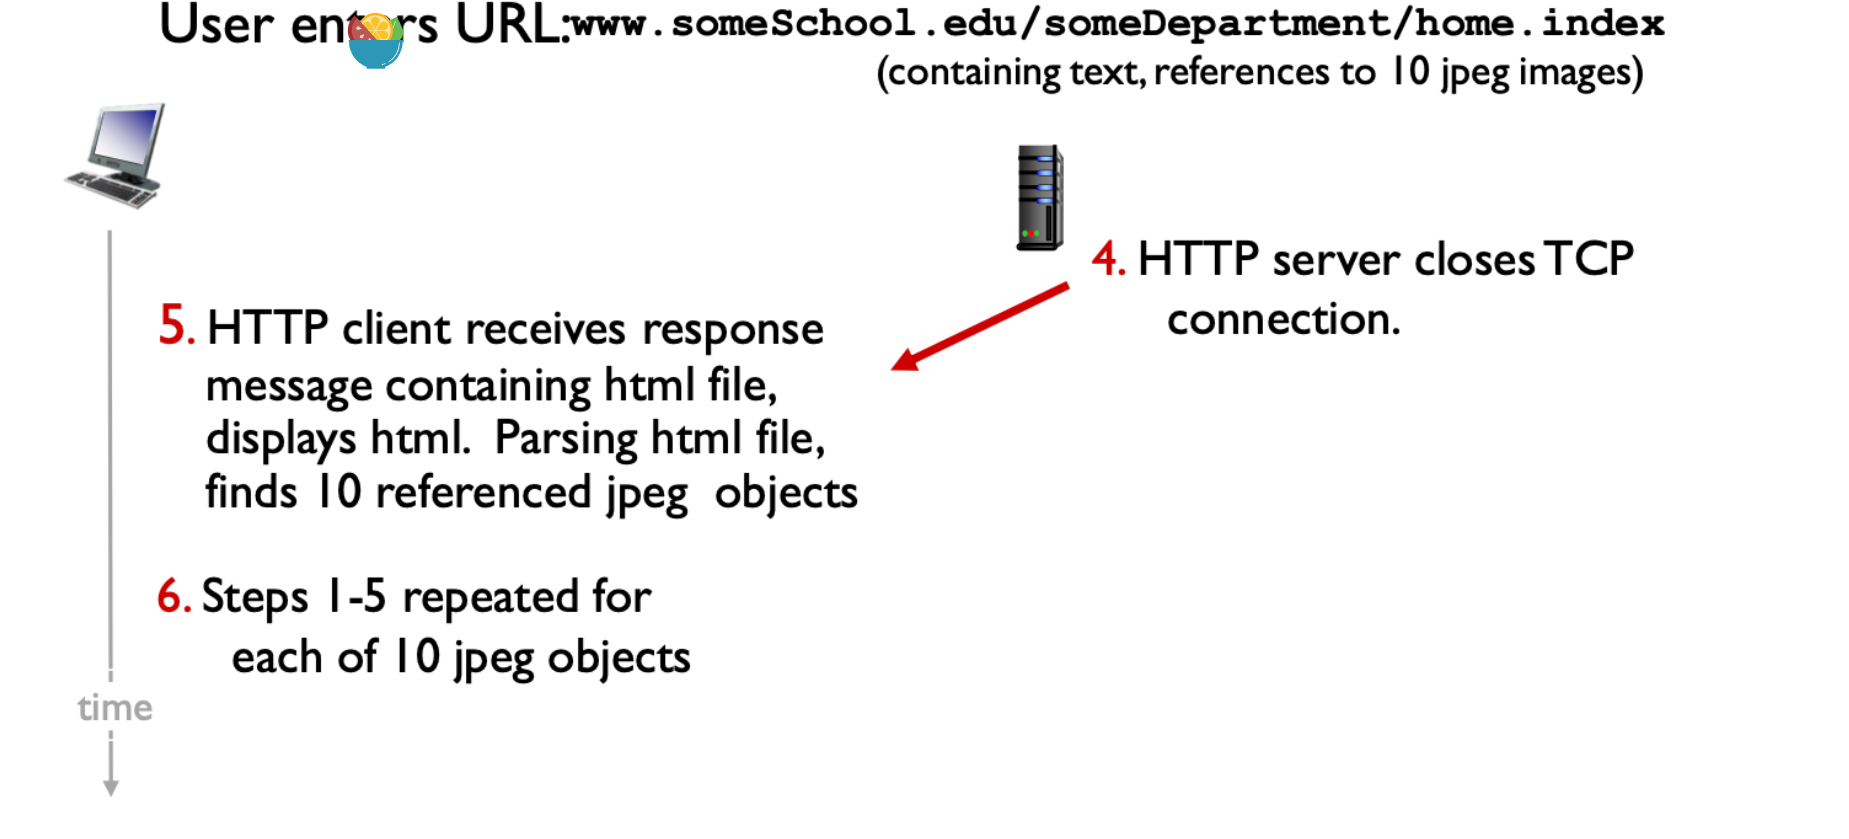 User en rs URL:www.someSchool.edu/someDepartment/home.index
(containing text, references to 10 jpeg images)
4. HTTP server closes TCP
connection.
5. HTTP client receives response
message containing html file,
displays html. Parsing html file,
finds 10 referenced jpeg objects
6. Steps 1-5 repeated for
each of 10 jpeg objects
time